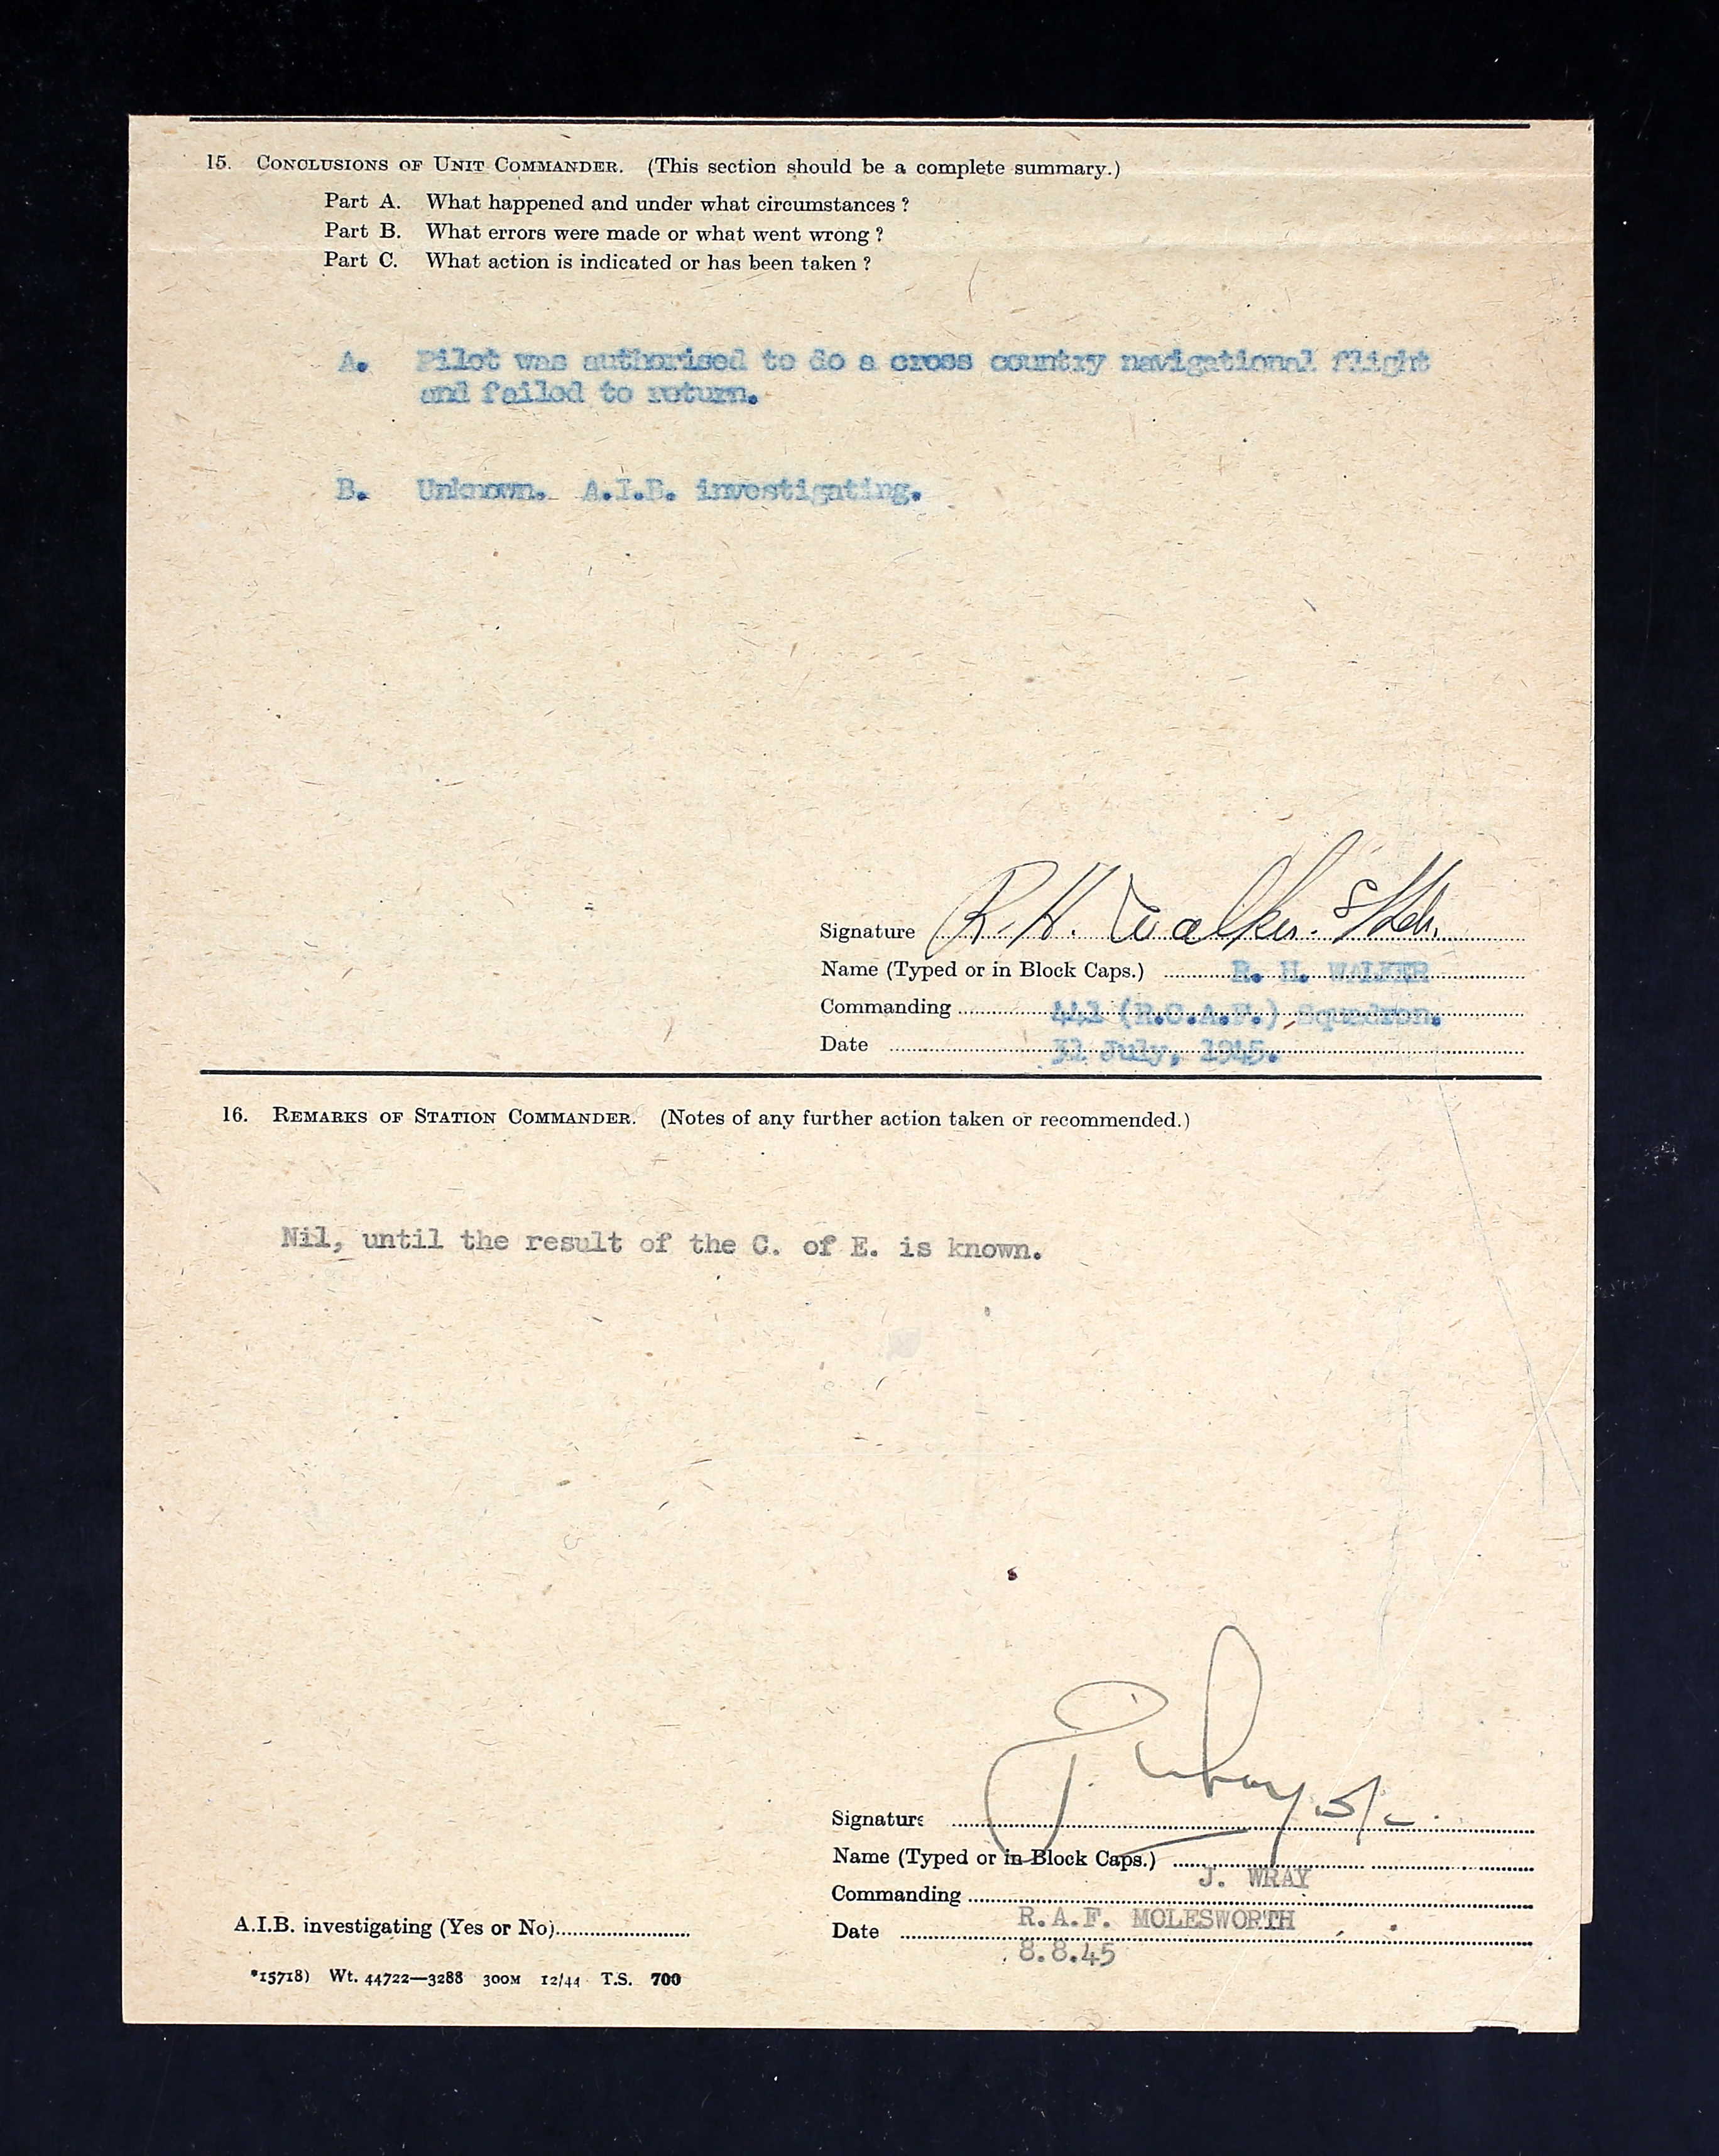 15. CONCLUSIONS OF UNIT COMMANDER. (This section should be a complete summary.)
Part A. What happened and under what circumstances ?
Part B. What errors were made or what went wrong ?
Part C. What action is indicated or has been taken ?
A. Pilot was authorised to do a cross country navigational flight
and failed to return.
B. Unknown. A.I.B. investigating.
Signature R. H. Walker. S/Ldr.
Name (Typed or in Block Caps.) R. H. WALKER
Commanding 441 (R.C.A.F.) Squadron.
Date 31 July, 1945.
16. REMARKS OF STATION COMMANDER. (Notes of any further action taken or recommended.)
Nil, until the result of the C. of E. is known.
Signature J. Wray
Name (Typed or in Block Caps.) J. WRAY
Commanding R.A.F. MOLESWORTH
A.I.B. investigating (Yes or No)
Date 8.8.45
*15718) Wt. 44722—3288 300M 12/44 T.S. 700